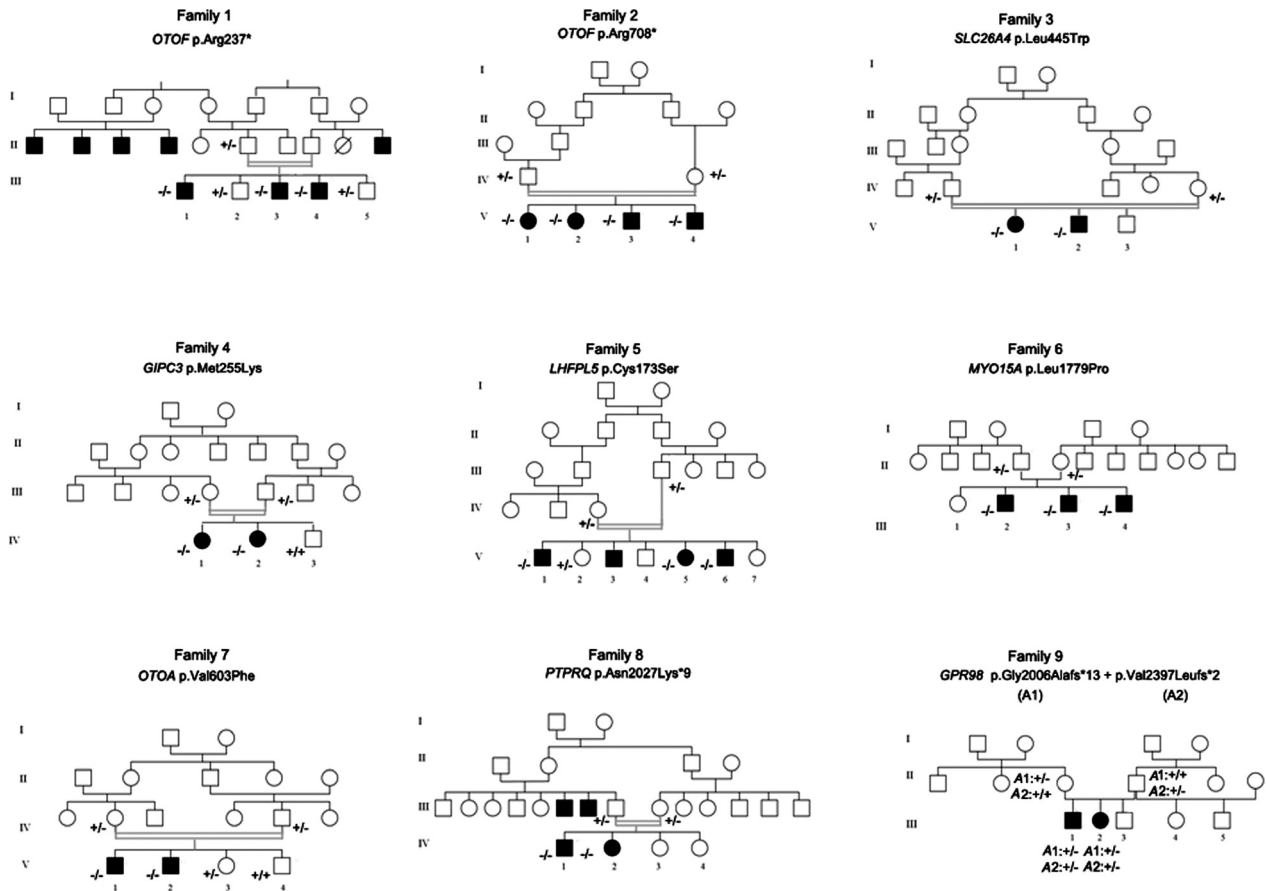 Family 1
OTOF p.Arg237*
I
II
+/-
III
-/- +/- -/- -/- +/-
1 2 3 4 5
Family 2
OTOF p.Arg708*
I
II
III
+/- IV +/-
V -/- -/- -/- -/-
1 2 3 4
Family 3
SLC26A4 p.Leu445Trp
I
II
III
IV
+/- +/-
V -/- -/-
1 2 3
Family 4
GIPC3 p.Met255Lys
I
II
III +/- +/-
IV
-/- -/- +/+
1 2 3
Family 5
LHFPL5 p.Cys173Ser
I
II
III
+/-
IV
+/-
V -/- +/- -/- -/-
1 2 3 4 5 6 7
Family 6
MYO15A p.Leu1779Pro
I
II
+/- +/-
-/- -/- -/-
1 2 3 4
III
Family 7
OTOA p.Val603Phe
I
II
IV +/- +/-
V
-/- -/- +/- +/+
1 2 3 4
Family 8
PTPRQ p.Asn2027Lys*9
I
II
III
+/- +/-
IV
-/- -/-
1 2 3 4
Family 9
GPR98 p.Gly2006Alafs*13 + p.Val2397Leufs*2
(A1) (A2)
I
II A1:+/- A1:+/+
A2:+/+ A2:+/-
III
1 2 3 4 5
A1:+/- A1:+/-
A2:+/- A2:+/-